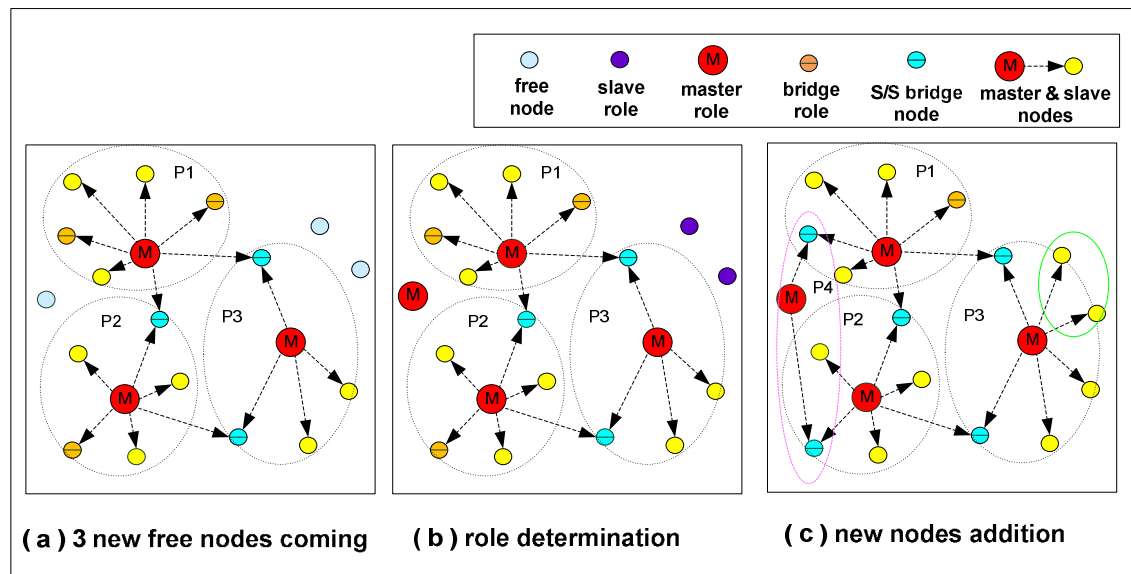 M M
free slave master bridge S/S bridge master & slave
node role role role node nodes
P1
M
P2
P3
M
M
P1
M
M
P2
P3
M
M
P1
M
P4
M
P2
P3
M
M
( a ) 3 new free nodes coming
( b ) role determination
( c ) new nodes addition